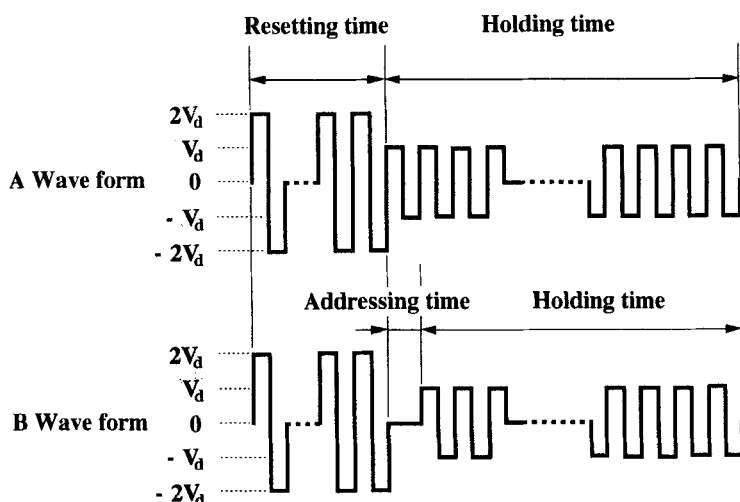 Resetting time Holding time
2Vd
Vd
A Wave form 0
- Vd
- 2Vd
Addressing time Holding time
2Vd
Vd
B Wave form 0
- Vd
- 2Vd